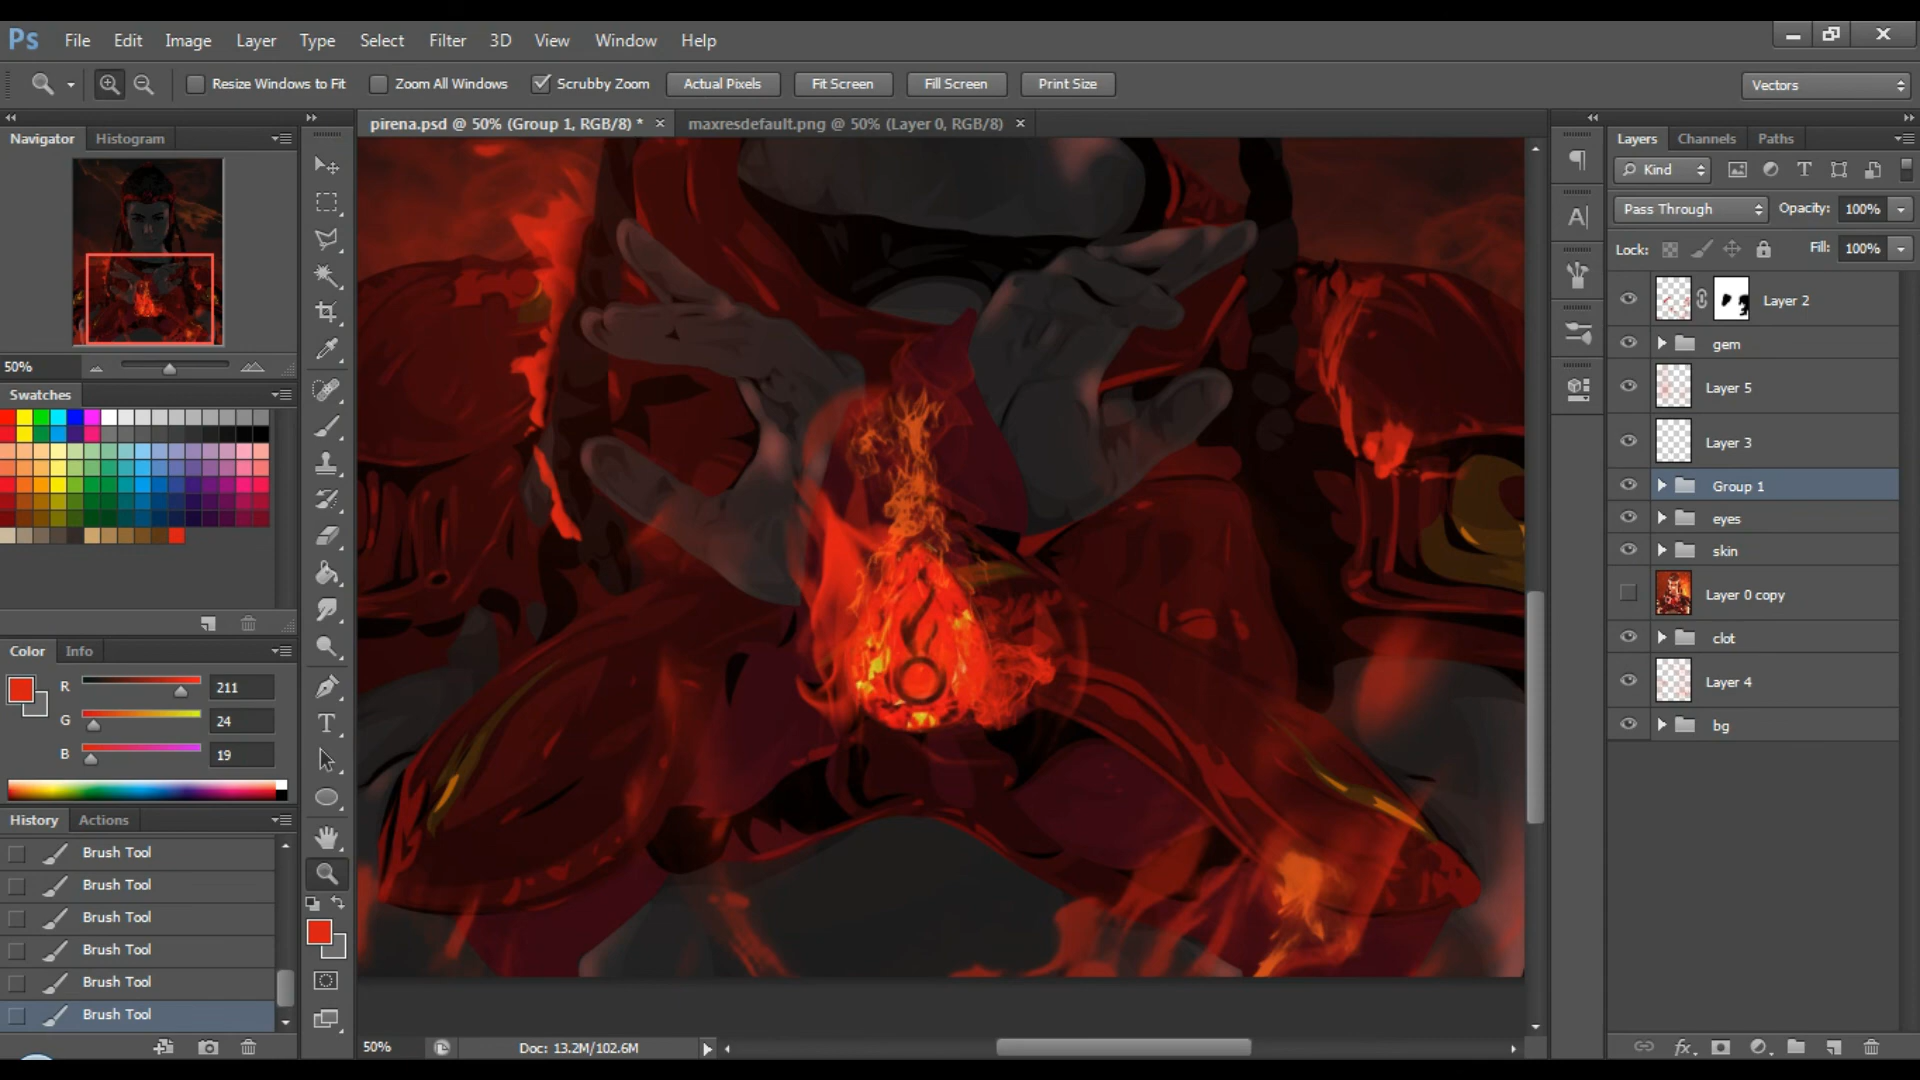 Ps File Edit Image Layer Type Select Filter 3D View Window Help
Resize Windows to Fit Zoom All Windows Scrubby Zoom Actual Pixels Fit Screen Fill Screen Print Size Vectors
pirena.psd @ 50% (Group 1, RGB/8) * × maxresdefault.png @ 50% (Layer 0, RGB/8) ×
Navigator Histogram
50%
Swatches
Color Info
R 211
G 24
B 19
History Actions
Brush Tool
Brush Tool
Brush Tool
Brush Tool
Brush Tool
Brush Tool
50% Doc: 13.2M/102.6M
Layers Channels Paths
Kind
Pass Through Opacity: 100%
Lock: Fill: 100%
Layer 2
gem
Layer 5
Layer 3
Group 1
eyes
skin
Layer 0 copy
clot
Layer 4
bg
fx